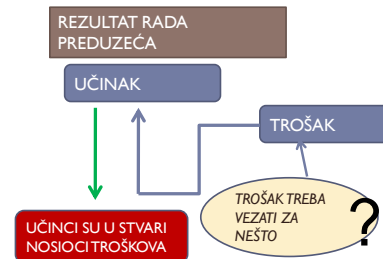 REZULTAT RADA
PREDUZEĆA
UČINAK
TROŠAK
TROŠAK TREBA
VEZATI ZA
NEŠTO
?
UČINCI SU U STVARI
NOSIOCI TROŠKOVA